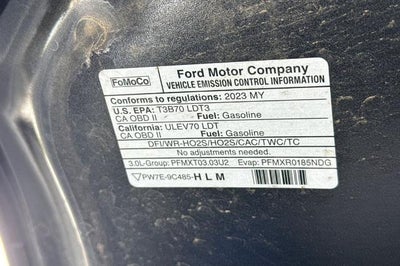 FoMoCo
Ford Motor Company
VEHICLE EMISSION CONTROL INFORMATION
Conforms to regulations: 2023 MY
U.S. EPA: T3B70 LDT3
CA OBD II Fuel: Gasoline
California: ULEV70 LDT
CA OBD II Fuel: Gasoline
DFI/WR-HO2S/HO2S/CAC/TWC/TC
No adjustments needed.
3.0L-Group: PFMXT03.03U2 Evap: PFMXR0185NDG
PW7E-9C485-H L M